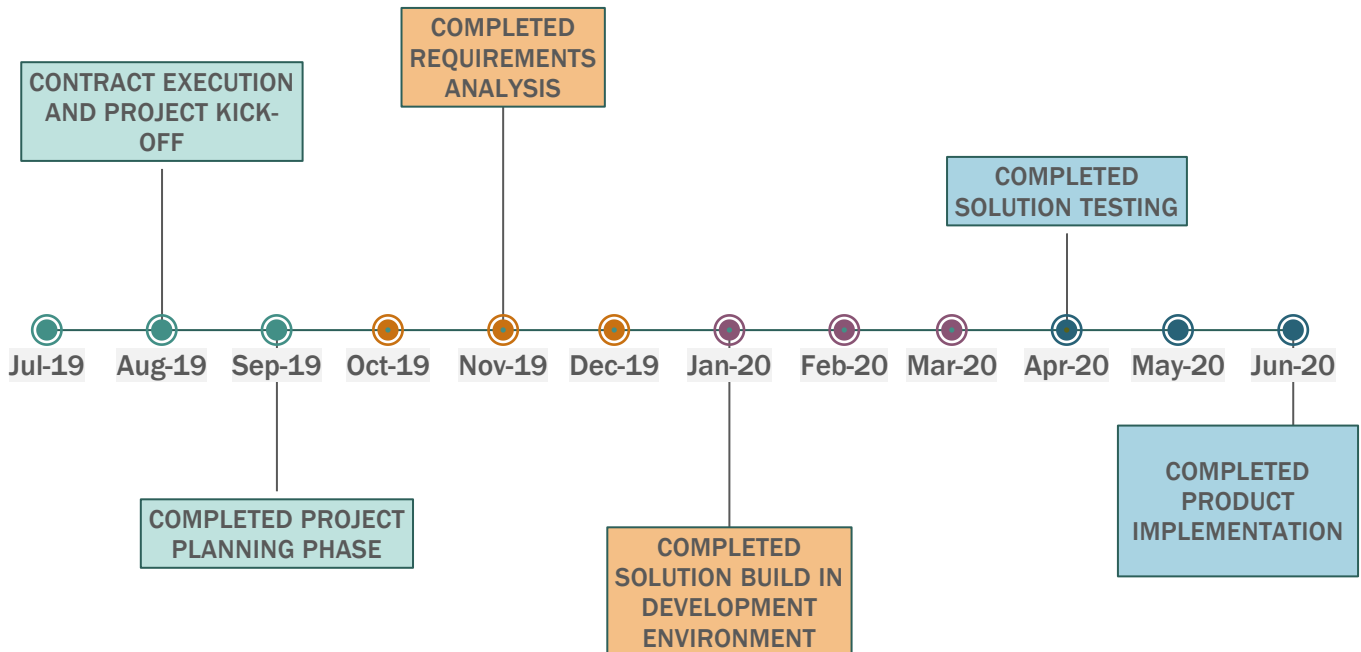 COMPLETED
REQUIREMENTS
ANALYSIS
CONTRACT EXECUTION
AND PROJECT KICK-
OFF
COMPLETED
SOLUTION TESTING
Jul-19 Aug-19 Sep-19 Oct-19 Nov-19 Dec-19 Jan-20 Feb-20 Mar-20 Apr-20 May-20 Jun-20
COMPLETED PROJECT
PLANNING PHASE
COMPLETED
SOLUTION BUILD IN
DEVELOPMENT
ENVIRONMENT
COMPLETED
PRODUCT
IMPLEMENTATION